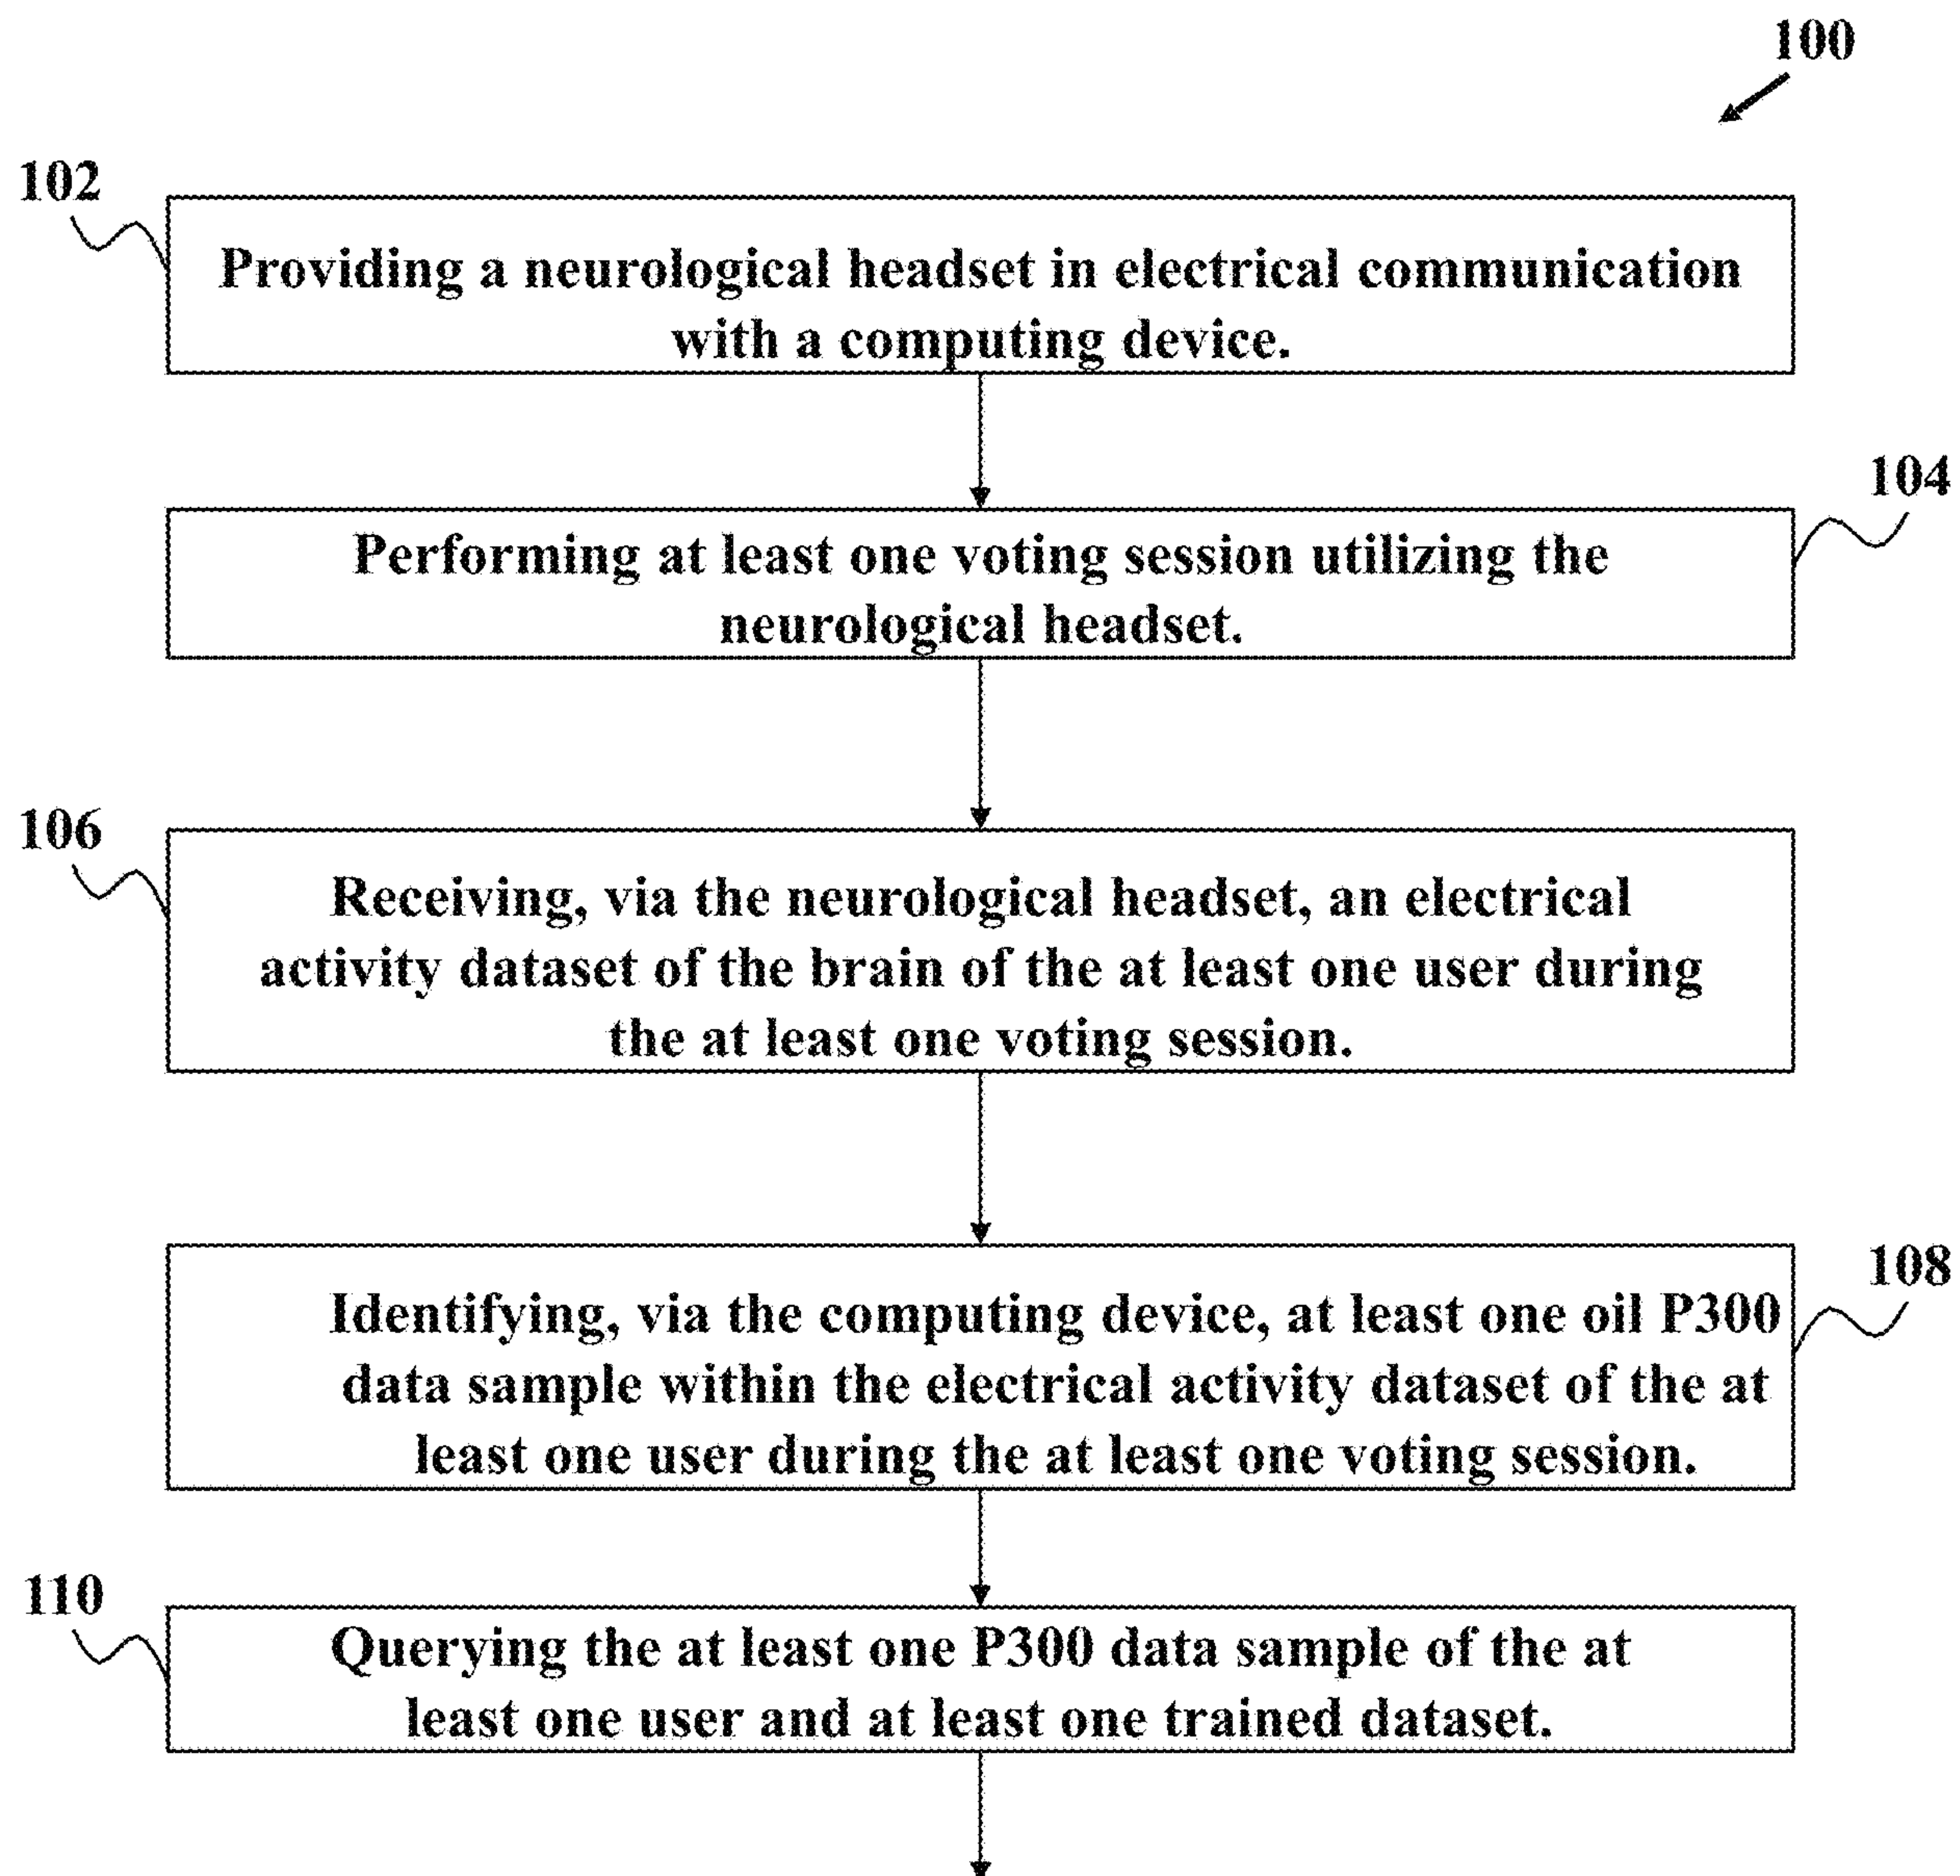 100
102
Providing a neurological headset in electrical communication
with a computing device.
104
Performing at least one voting session utilizing the
neurological headset.
106
Receiving, via the neurological headset, an electrical
activity dataset of the brain of the at least one user during
the at least one voting session.
108
Identifying, via the computing device, at least one oil P300
data sample within the electrical activity dataset of the at
least one user during the at least one voting session.
110
Querying the at least one P300 data sample of the at
least one user and at least one trained dataset.